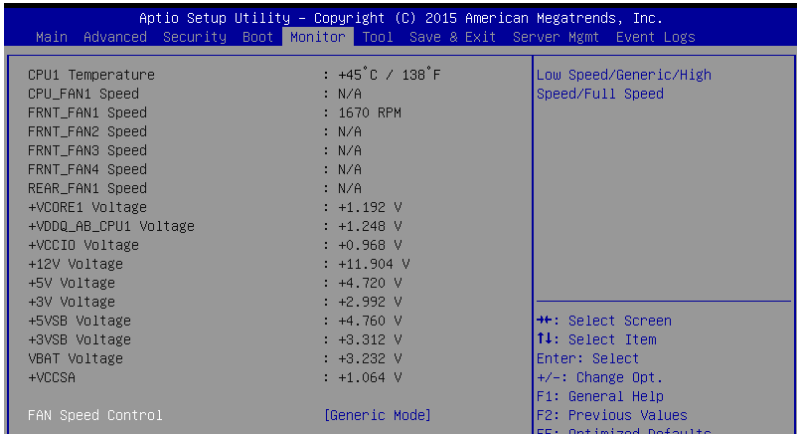 Aptio Setup Utility – Copyright (C) 2015 American Megatrends, Inc.
Main Advanced Security Boot Monitor Tool Save & Exit Server Mgmt Event Logs
CPU1 Temperature : +45°C / 138°F
CPU_FAN1 Speed : N/A
FRNT_FAN1 Speed : 1670 RPM
FRNT_FAN2 Speed : N/A
FRNT_FAN3 Speed : N/A
FRNT_FAN4 Speed : N/A
REAR_FAN1 Speed : N/A
+VCORE1 Voltage : +1.192 V
+VDDQ_AB_CPU1 Voltage : +1.248 V
+VCCIO Voltage : +0.968 V
+12V Voltage : +11.904 V
+5V Voltage : +4.720 V
+3V Voltage : +2.992 V
+5VSB Voltage : +4.760 V
+3VSB Voltage : +3.312 V
VBAT Voltage : +3.232 V
+VCCSA : +1.064 V
FAN Speed Control [Generic Mode]
Low Speed/Generic/High
Speed/Full Speed
→←: Select Screen
↑↓: Select Item
Enter: Select
+/-: Change Opt.
F1: General Help
F2: Previous Values